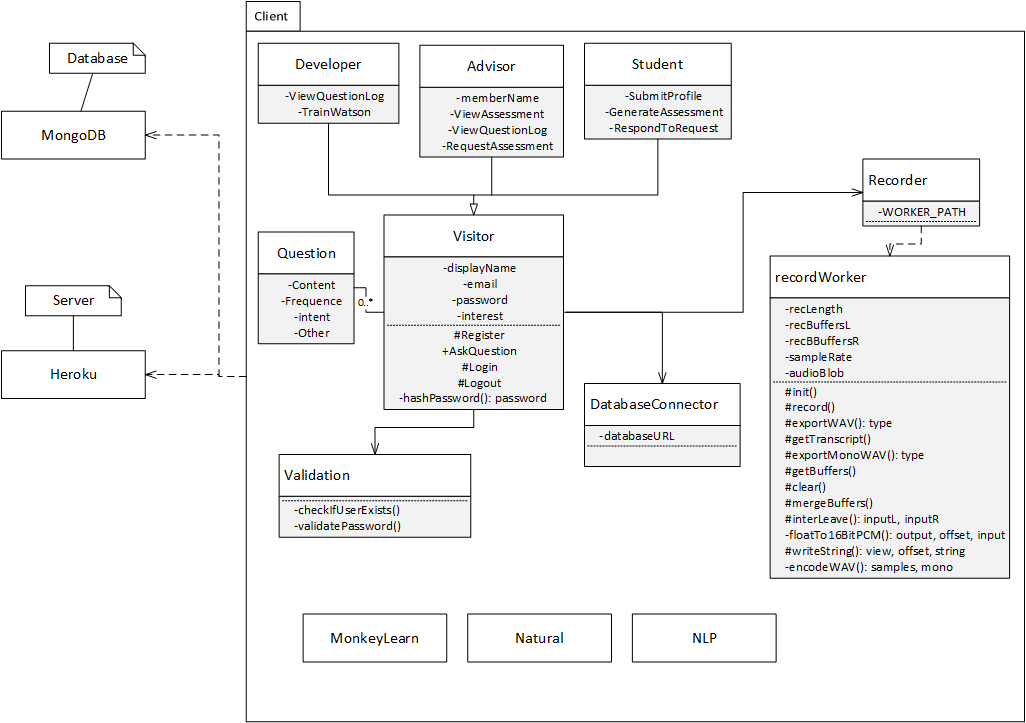 Client
Database
MongoDB
Server
Heroku
Developer
-ViewQuestionLog
-TrainWatson
Advisor
-memberName
-ViewAssessment
-ViewQuestionLog
-RequestAssessment
Student
-SubmitProfile
-GenerateAssessment
-RespondToRequest
Recorder
-WORKER_PATH
Question
-Content
-Frequence
-intent
-Other
0..*
Visitor
-displayName
-email
-password
-interest
#Register
+AskQuestion
#Login
#Logout
-hashPassword(): password
recordWorker
-recLength
-recBuffersL
-recBBuffersR
-sampleRate
-audioBlob
#init()
#record()
#exportWAV(): type
#getTranscript()
#exportMonoWAV(): type
#getBuffers()
#clear()
#mergeBuffers()
#interLeave(): inputL, inputR
-floatTo16BitPCM(): output, offset, input
#writeString(): view, offset, string
-encodeWAV(): samples, mono
DatabaseConnector
-databaseURL
Validation
-checkIfUserExists()
-validatePassword()
MonkeyLearn
Natural
NLP